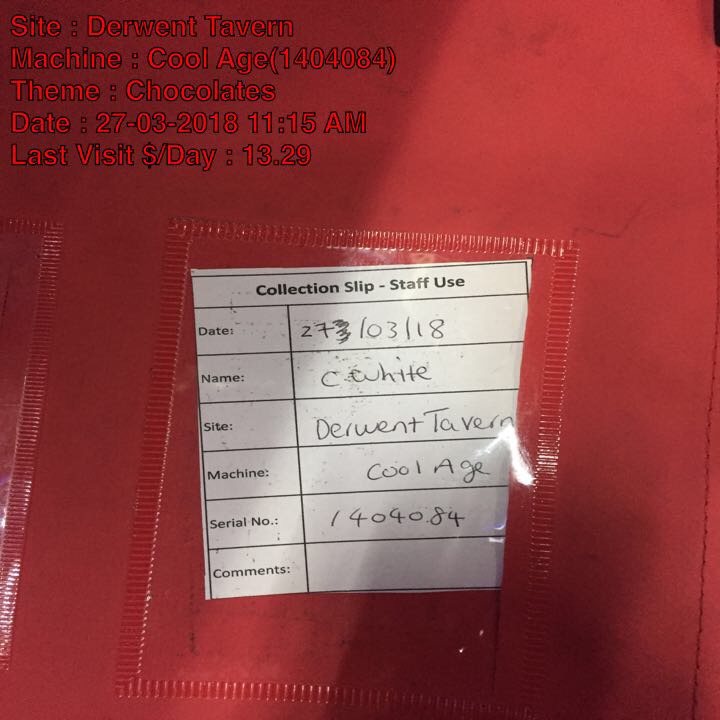 Site : Derwent Tavern
Machine : Cool Age(1404084)
Theme : Chocolates
Date : 27-03-2018 11:15 AM
Last Visit $/Day : 13.29
Collection Slip - Staff Use
Date: 27/03/18
Name: C White
Site: Derwent Tavern
Machine: Cool Age
Serial No.: 1404084
Comments: